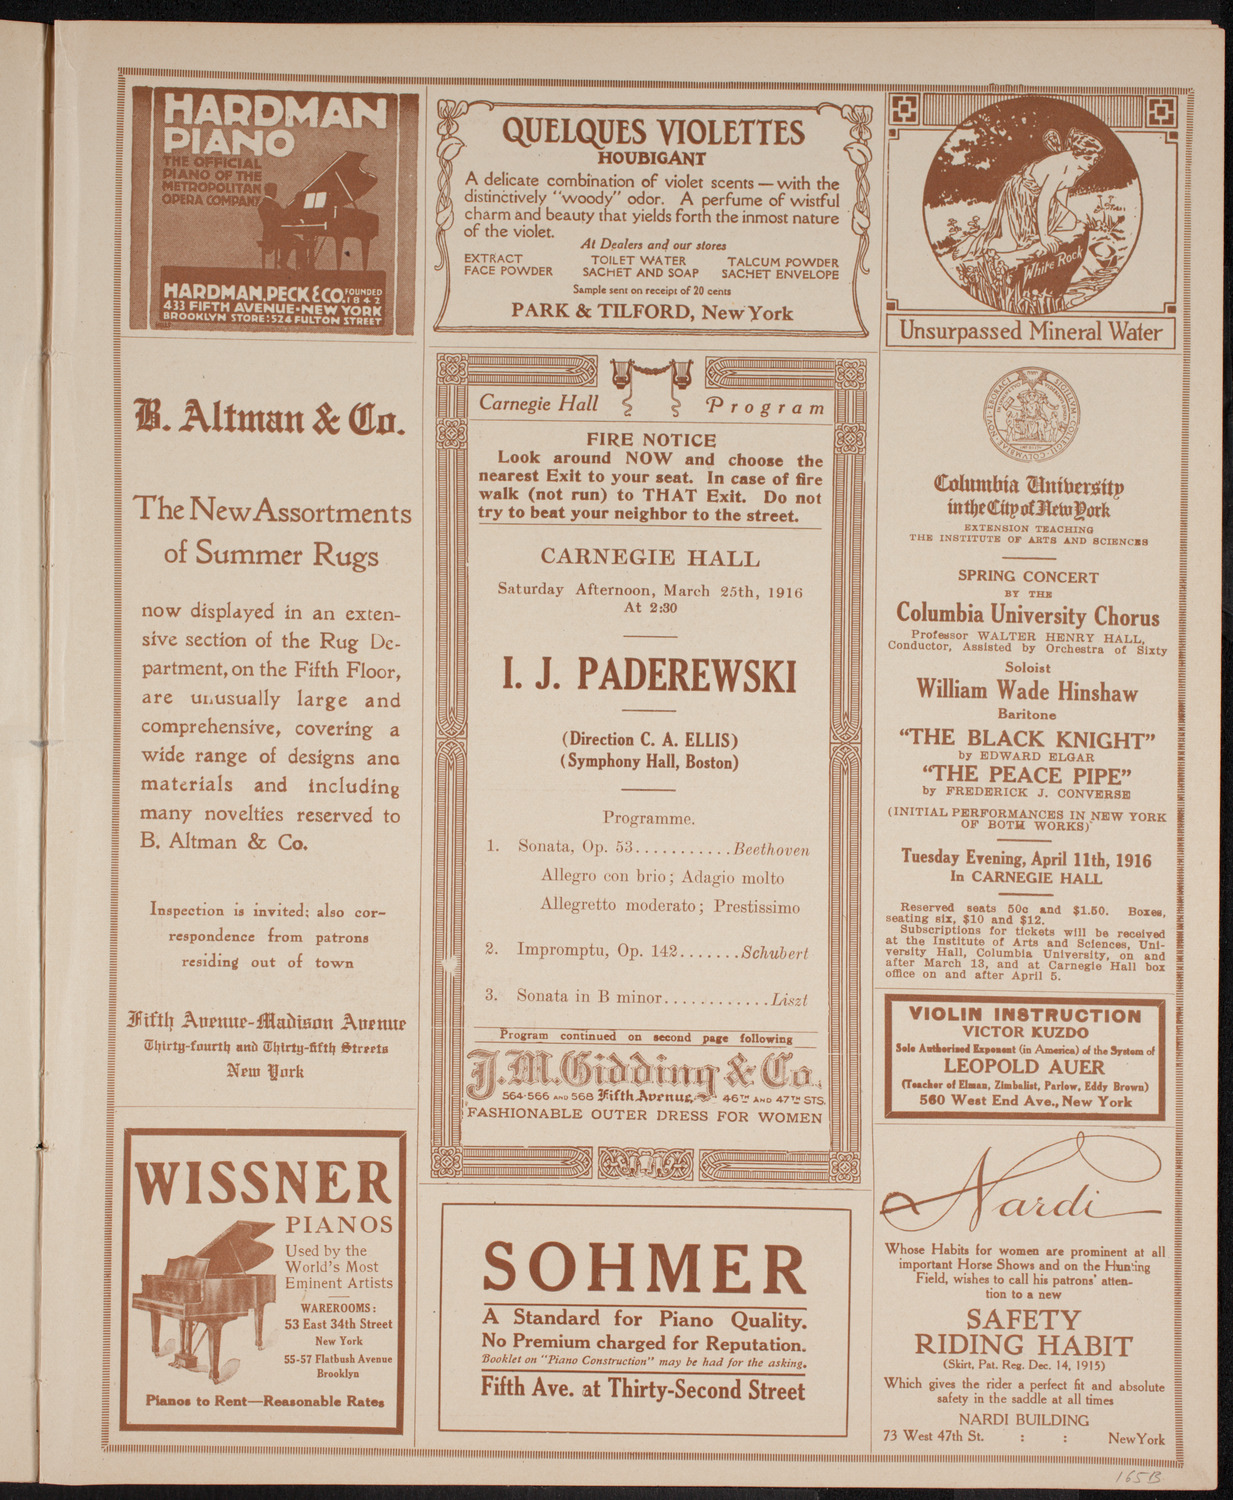 HARDMAN
PIANO
THE OFFICIAL
PIANO OF THE
METROPOLITAN
OPERA COMPANY
HARDMAN, PECK & CO. FOUNDED 1842
433 FIFTH AVENUE·NEW YORK
BROOKLYN STORE:524 FULTON STREET
B. Altman & Co.
The New Assortments
of Summer Rugs
now displayed in an exten-
sive section of the Rug De-
partment, on the Fifth Floor,
are unusually large and
comprehensive, covering a
wide range of designs and
materials and including
many novelties reserved to
B. Altman & Co.
Inspection is invited; also cor-
respondence from patrons
residing out of town
Fifth Avenue-Madison Avenue
Thirty-fourth and Thirty-fifth Streets
New York
WISSNER
PIANOS
Used by the
World's Most
Eminent Artists
WAREROOMS:
53 East 34th Street
New York
55-57 Flatbush Avenue
Brooklyn
Pianos to Rent—Reasonable Rates
QUELQUES VIOLETTES
HOUBIGANT
A delicate combination of violet scents—with the
distinctively "woody" odor. A perfume of wistful
charm and beauty that yields forth the inmost nature
of the violet.
At Dealers and our stores
EXTRACT TOILET WATER TALCUM POWDER
FACE POWDER SACHET AND SOAP SACHET ENVELOPE
Sample sent on receipt of 20 cents
PARK & TILFORD, New York
Carnegie Hall Program
FIRE NOTICE
Look around NOW and choose the
nearest Exit to your seat. In case of fire
walk (not run) to THAT Exit. Do not
try to beat your neighbor to the street.
CARNEGIE HALL
Saturday Afternoon, March 25th, 1916
At 2:30
I. J. PADEREWSKI
(Direction C. A. ELLIS)
(Symphony Hall, Boston)
Programme.
1. Sonata, Op. 53...........Beethoven
Allegro con brio; Adagio molto
Allegretto moderato; Prestissimo
2. Impromptu, Op. 142.......Schubert
3. Sonata in B minor............Liszt
Program continued on second page following
J. M. Gidding & Co.
564-566 AND 568 Fifth Avenue, 46TH AND 47TH STS.
FASHIONABLE OUTER DRESS FOR WOMEN
SOHMER
A Standard for Piano Quality.
No Premium charged for Reputation.
Booklet on "Piano Construction" may be had for the asking.
Fifth Ave. at Thirty-Second Street
White Rock
Unsurpassed Mineral Water
Columbia University
in the City of New York
EXTENSION TEACHING
THE INSTITUTE OF ARTS AND SCIENCES
SPRING CONCERT
BY THE
Columbia University Chorus
Professor WALTER HENRY HALL,
Conductor, Assisted by Orchestra of Sixty
Soloist
William Wade Hinshaw
Baritone
"THE BLACK KNIGHT"
by EDWARD ELGAR
"THE PEACE PIPE"
by FREDERICK J. CONVERSE
(INITIAL PERFORMANCES IN NEW YORK
OF BOTH WORKS)
Tuesday Evening, April 11th, 1916
In CARNEGIE HALL
Reserved seats 50c and $1.50. Boxes,
seating six, $10 and $12.
Subscriptions for tickets will be received
at the Institute of Arts and Sciences, Uni-
versity Hall, Columbia University, on and
after March 13, and at Carnegie Hall box
office on and after April 5.
VIOLIN INSTRUCTION
VICTOR KUZDO
Sole Authorized Exponent (in America) of the System of
LEOPOLD AUER
(Teacher of Elman, Zimbalist, Parlow, Eddy Brown)
560 West End Ave., New York
Nardi
Whose Habits for women are prominent at all
important Horse Shows and on the Hunting
Field, wishes to call his patrons' atten-
tion to a new
SAFETY
RIDING HABIT
(Skirt, Pat. Reg. Dec. 14, 1915)
Which gives the rider a perfect fit and absolute
safety in the saddle at all times
NARDI BUILDING
73 West 47th St. : : New York
165B